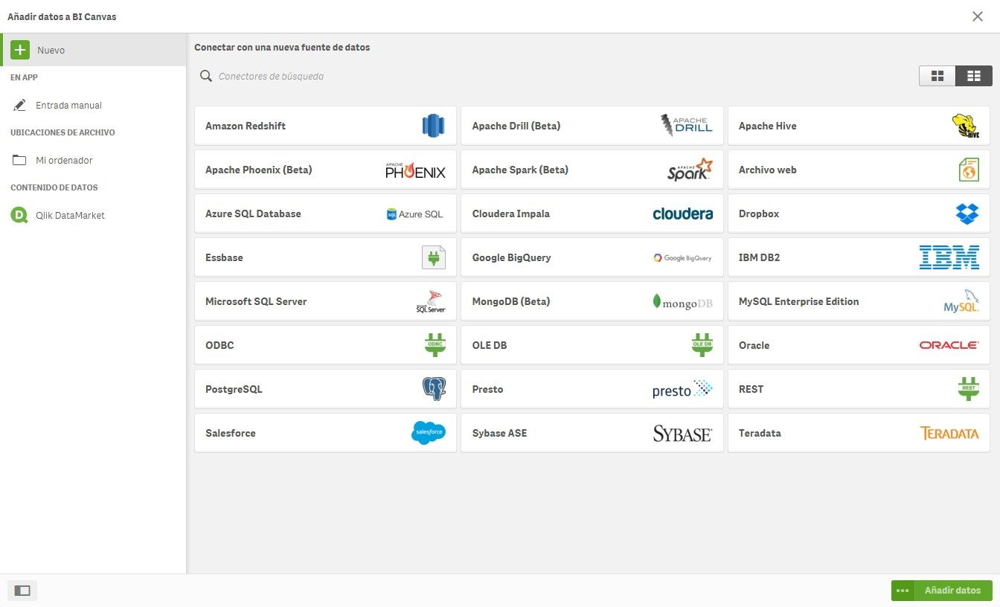 Añadir datos a BI Canvas
Nuevo
EN APP
Entrada manual
UBICACIONES DE ARCHIVO
Mi ordenador
CONTENIDO DE DATOS
Qlik DataMarket
Conectar con una nueva fuente de datos
Conectores de búsqueda
Amazon Redshift
Apache Drill (Beta)
APACHE
DRILL
Apache Hive
HIVE
Apache Phoenix (Beta)
APACHE
PHOENIX
Apache Spark (Beta)
APACHE
Spark
Archivo web
Azure SQL Database
SQL Azure SQL
Cloudera Impala
cloudera
Dropbox
Essbase
Google BigQuery
Google BigQuery
IBM DB2
IBM
Microsoft SQL Server
Microsoft
SQL Server
MongoDB (Beta)
mongoDB
MySQL Enterprise Edition
MySQL
ODBC
ODBC
OLE DB
OLE DB
Oracle
ORACLE
PostgreSQL
Presto
presto
REST
REST
Salesforce
salesforce
Sybase ASE
SYBASE
Teradata
TERADATA
Añadir datos